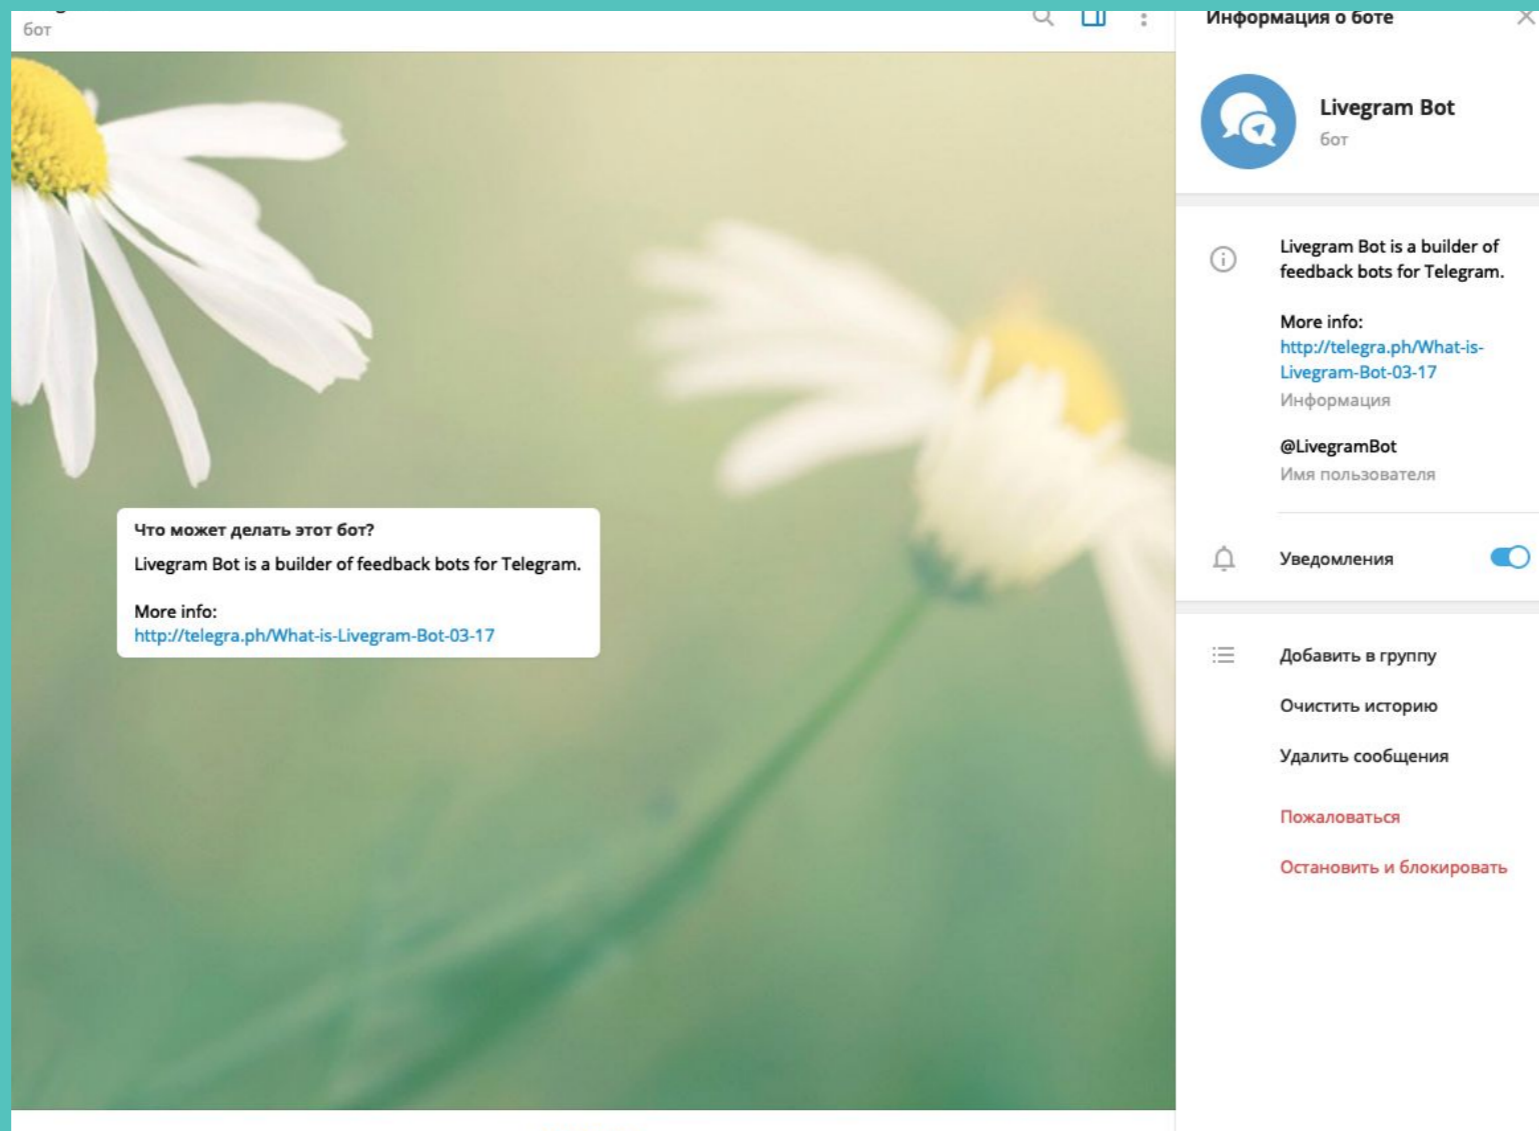 бот
Что может делать этот бот?
Livegram Bot is a builder of feedback bots for Telegram.
More info:
http://telegra.ph/What-is-Livegram-Bot-03-17
Информация о боте
Livegram Bot
бот
Livegram Bot is a builder of
feedback bots for Telegram.
More info:
http://telegra.ph/What-is-
Livegram-Bot-03-17
Информация
@LivegramBot
Имя пользователя
Уведомления
Добавить в группу
Очистить историю
Удалить сообщения
Пожаловаться
Остановить и блокировать